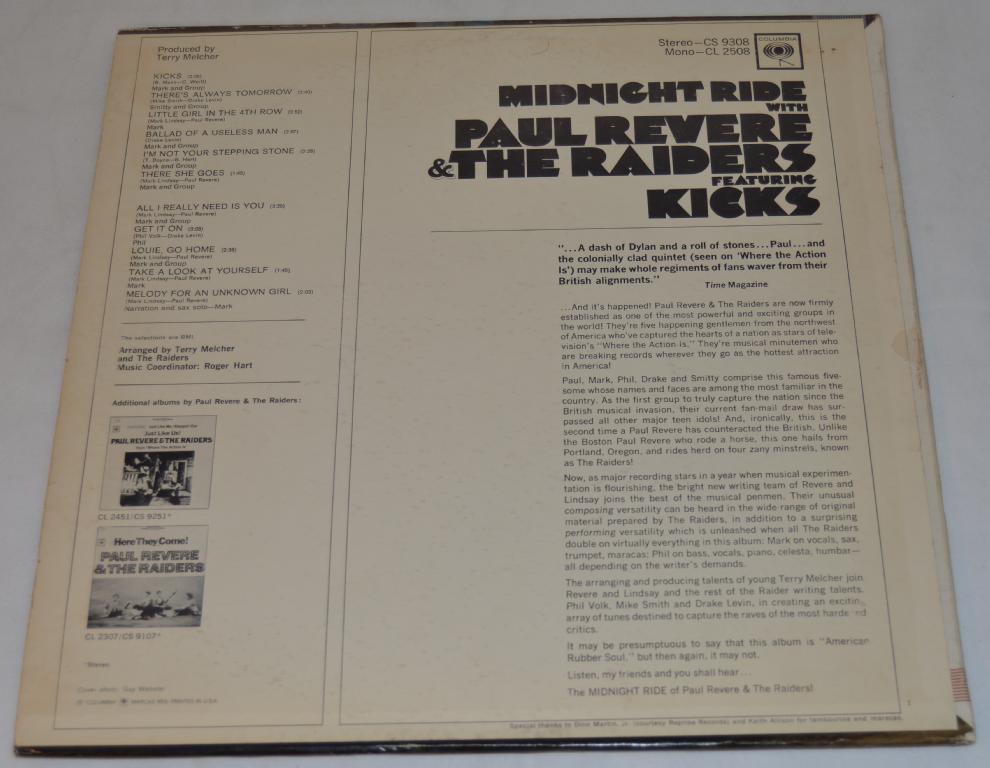 Produced by
Terry Melcher
KICKS
(B. Mann—C. Weill)
Mark and Group
THERE'S ALWAYS TOMORROW
(Mike Smith—Drake Levin)
Smitty and Group
LITTLE GIRL IN THE 4TH ROW
(Mark Lindsay—Paul Revere)
Mark
BALLAD OF A USELESS MAN
(Drake Levin)
Mark and Group
I'M NOT YOUR STEPPING STONE
(T. Boyce—B. Hart)
Mark and Group
THERE SHE GOES (1:45)
(Mark Lindsay—Paul Revere)
Mark and Group
ALL I REALLY NEED IS YOU
(Mark Lindsay—Paul Revere)
Mark and Group
GET IT ON
(Phil Volk—Drake Levin)
Phil
LOUIE, GO HOME
(Mark Lindsay—Paul Revere)
Mark and Group
TAKE A LOOK AT YOURSELF (1:45)
(Mark Lindsay—Paul Revere)
Mark
MELODY FOR AN UNKNOWN GIRL (2:03)
(Mark Lindsay—Paul Revere)
Narration and sax solo—Mark
The selections are BMI
Arranged by Terry Melcher
and The Raiders
Music Coordinator: Roger Hart
Additional albums by Paul Revere & The Raiders:
Just Like Us!
PAUL REVERE & THE RAIDERS
CL 2451/CS 9251*
Here They Come!
PAUL REVERE
& THE RAIDERS
CL 2307/CS 9107*
*Stereo
Cover photo: Guy Webster
© COLUMBIA MARCAS REG. PRINTED IN U.S.A.
Stereo—CS 9308
Mono—CL 2508
COLUMBIA
MIDNIGHT RIDE
WITH
PAUL REVERE
& THE RAIDERS
FEATURING
KICKS
"...A dash of Dylan and a roll of stones...Paul...and
the colonially clad quintet (seen on 'Where the Action
Is') may make whole regiments of fans waver from their
British alignments."
Time Magazine
...And it's happened! Paul Revere & The Raiders are now firmly
established as one of the most powerful and exciting groups in
the world! They're five happening gentlemen from the northwest
of America who've captured the hearts of a nation as stars of tele-
vision's "Where the Action Is." They're musical minutemen who
are breaking records wherever they go as the hottest attraction
in America!
Paul, Mark, Phil, Drake and Smitty comprise this famous five-
some whose names and faces are among the most familiar in the
country. As the first group to truly capture the nation since the
British musical invasion, their current fan-mail draw has sur-
passed all other major teen idols! And, ironically, this is the
second time a Paul Revere has counteracted the British. Unlike
the Boston Paul Revere who rode a horse, this one hails from
Portland, Oregon, and rides herd on four zany minstrels, known
as The Raiders!
Now, as major recording stars in a year when musical experimen-
tation is flourishing, the bright new writing team of Revere and
Lindsay joins the best of the musical penmen. Their unusual
composing versatility can be heard in the wide range of original
material prepared by The Raiders, in addition to a surprising
performing versatility which is unleashed when all The Raiders
double on virtually everything in this album: Mark on vocals, sax,
trumpet, maracas; Phil on bass, vocals, piano, celesta, humbar—
all depending on the writer's demands.
The arranging and producing talents of young Terry Melcher join
Revere and Lindsay and the rest of the Raider writing talents,
Phil Volk, Mike Smith and Drake Levin, in creating an exciting
array of tunes destined to capture the raves of the most hardened
critics.
It may be presumptuous to say that this album is "American
Rubber Soul," but then again, it may not.
Listen, my friends and you shall hear...
The MIDNIGHT RIDE of Paul Revere & The Raiders!
Special thanks to Dino Martin, Jr. (courtesy Reprise Records) and Keith Allison for tambourine and maracas.